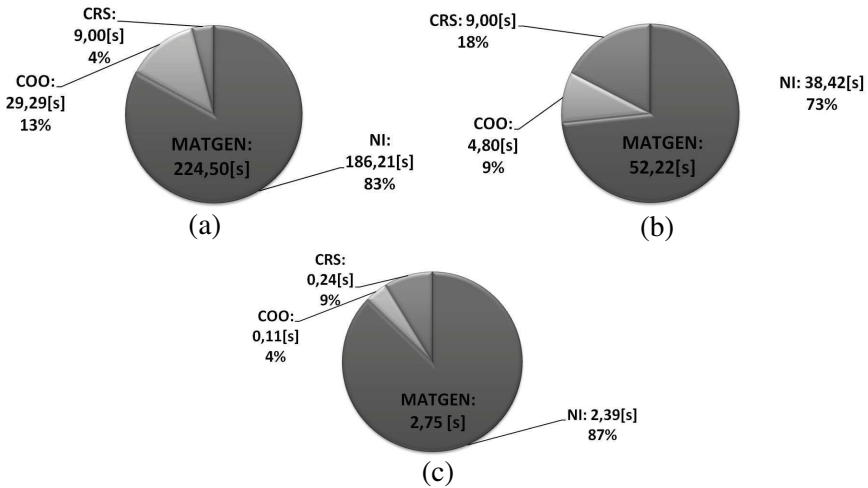 CRS:
9,00[s]
4%
COO:
29,29[s]
13%
MATGEN:
224,50[s]
NI:
186,21[s]
83%
(a)
CRS: 9,00[s]
18%
COO:
4,80[s]
9%
MATGEN:
52,22[s]
NI: 38,42[s]
73%
(b)
CRS:
0,24[s]
9%
COO:
0,11[s]
4%
MATGEN:
2,75 [s]
NI: 2,39[s]
87%
(c)